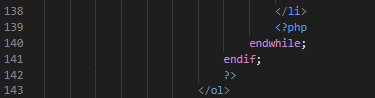 138 </li>
139 <?php
140 endwhile;
141 endif;
142 ?>
143 </ol>